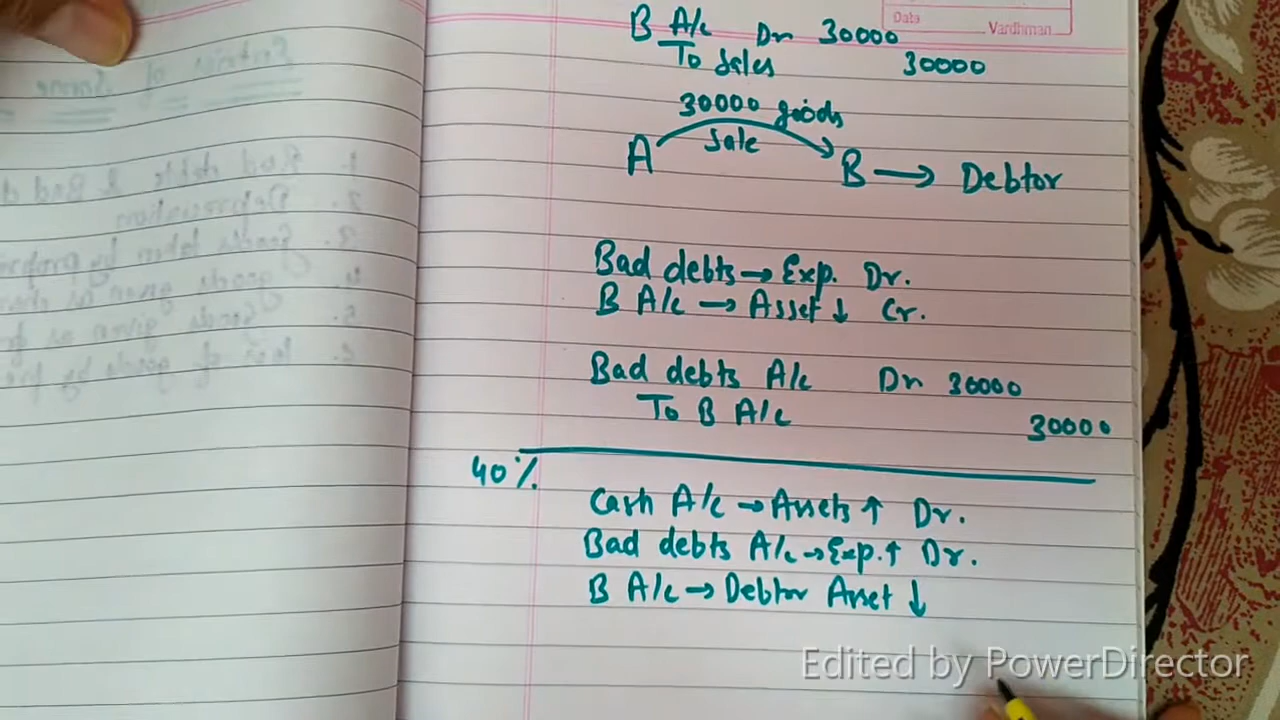 Data
Vardhman
B A/c Dr 30000
To Sales 30000
30000 goods
Sale
A B → Debtor
Bad debts → Exp. Dr.
B A/c → Asset ↓ Cr.
Bad debts A/c Dr 30000
To B A/c 30000
40%
Cash A/c → Assets ↑ Dr.
Bad debts A/c → Exp. ↑ Dr.
B A/c → Debtor Asset ↓
Edited by PowerDirector